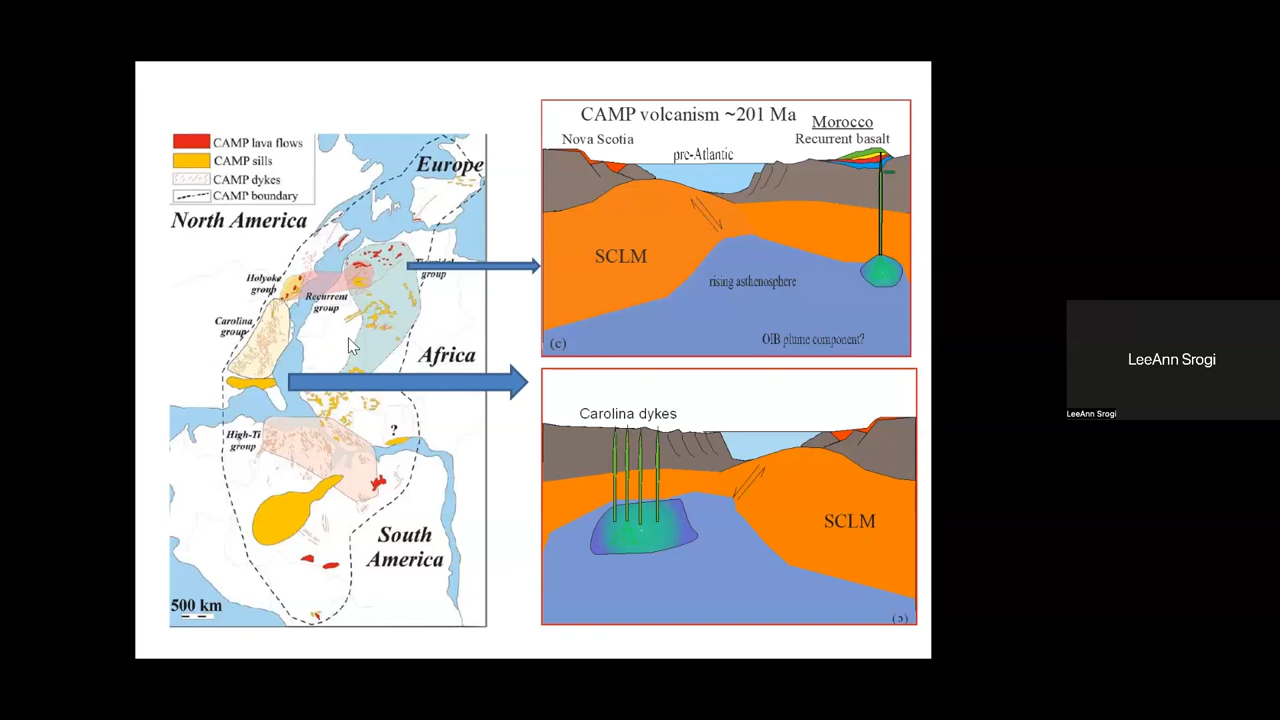 CAMP lava flows
CAMP sills
CAMP dykes
CAMP boundary
Europe
North America
Holyoke
group
Recurrent
group
group
Carolina
group
Africa
High-Ti
group
?
South
America
500 km
CAMP volcanism ~201 Ma
Nova Scotia
pre-Atlantic
Morocco
Recurrent basalt
SCLM
rising asthenosphere
OIB plume component?
(c)
Carolina dykes
SCLM
LeeAnn Srogi
LeeAnn Srogi